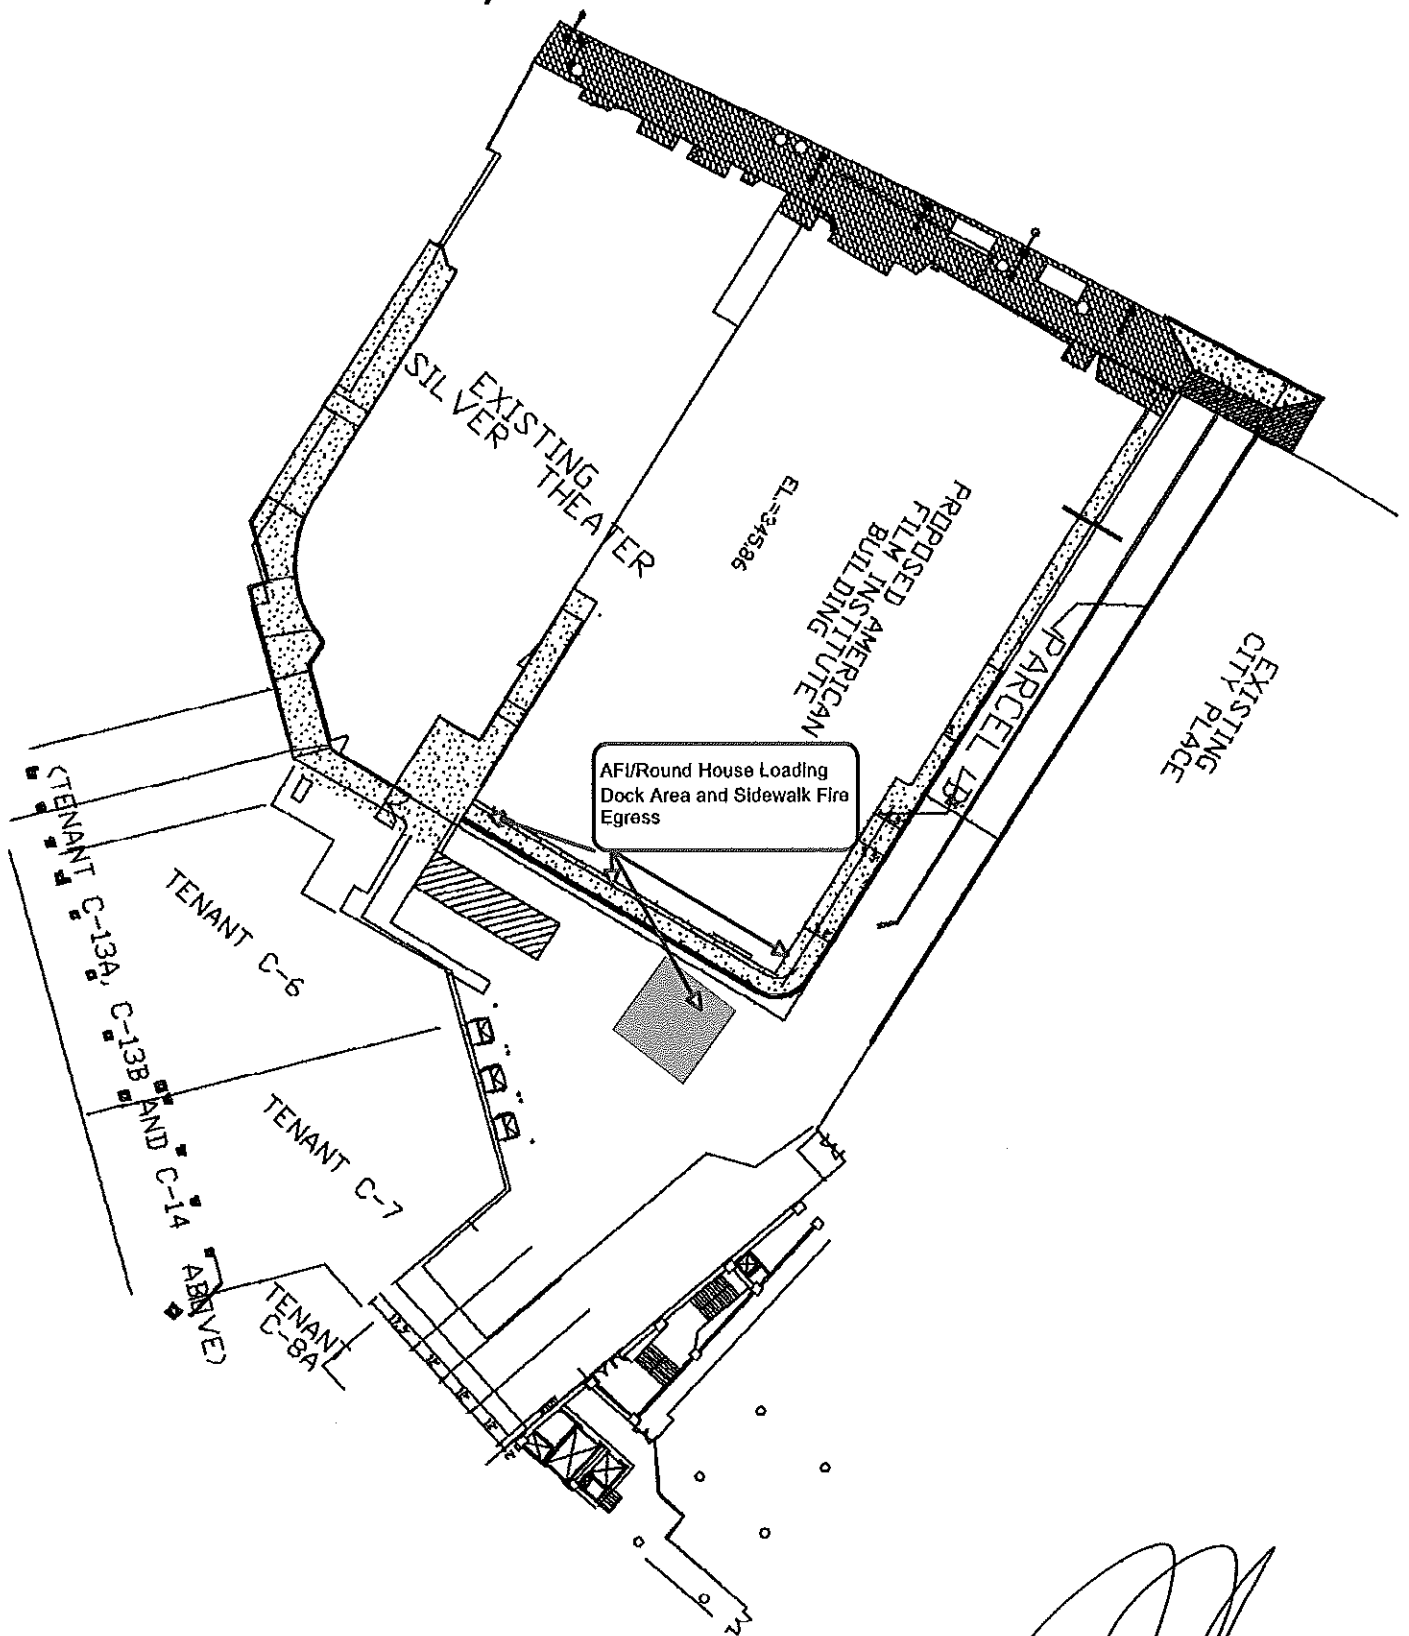 EXISTING
SILVER THEATER
EL.=345.86
PROPOSED AMERICAN
FILM INSTITUTE
BUILDING
PARCEL 4B
EXISTING
CITY PLACE
AFI/Round House Loading
Dock Area and Sidewalk Fire
Egress
(TENANT C-13A, C-13B AND C-14 ABOVE)
TENANT C-6
TENANT C-7
TENANT
C-8A